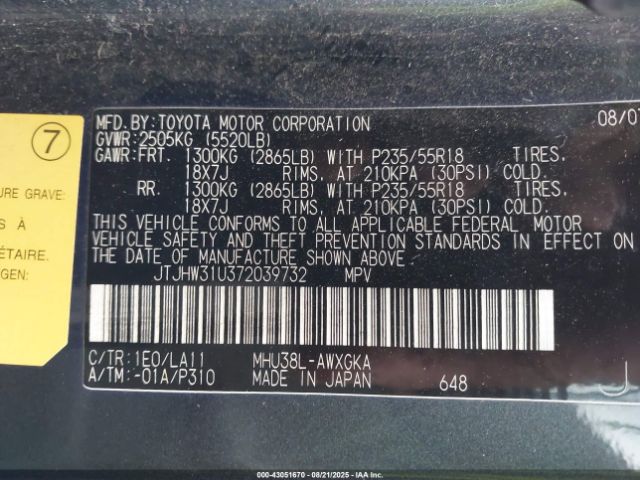 7
URE GRAVE:
S À
ÉTAIRE.
GEN:
MFD.BY:TOYOTA MOTOR CORPORATION 08/07
GVWR:2505KG (5520LB)
GAWR:FRT. 1300KG (2865LB) WITH P235/55R18 TIRES,
18X7J RIMS, AT 210KPA (30PSI) COLD.
RR. 1300KG (2865LB) WITH P235/55R18 TIRES,
18X7J RIMS, AT 210KPA (30PSI) COLD.
THIS VEHICLE CONFORMS TO ALL APPLICABLE FEDERAL MOTOR
VEHICLE SAFETY AND THEFT PREVENTION STANDARDS IN EFFECT ON
THE DATE OF MANUFACTURE SHOWN ABOVE.
JTJHW31U372039732 MPV
C/TR:1E0/LA11 MHU38L-AWXGKA
A/TM:-01A/P310 MADE IN JAPAN 648 J
000-43051670 - 08/21/2025 - IAA Inc.